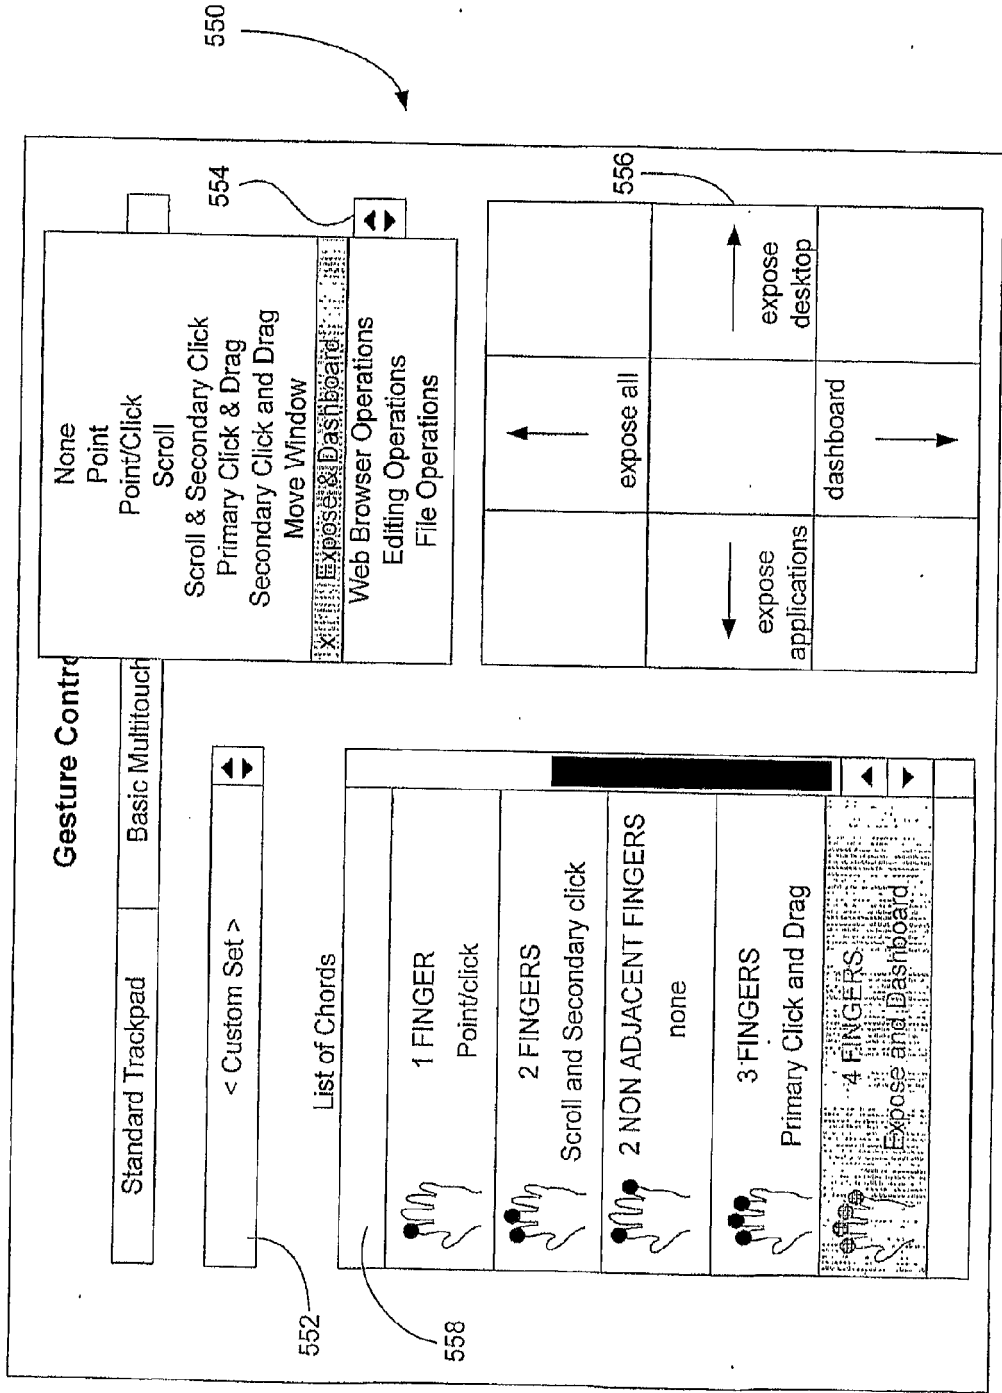 550
Gesture Contro
Standard Trackpad
Basic Multitouch
552
< Custom Set >
558
List of Chords
1 FINGER
Point/click
2 FINGERS
Scroll and Secondary click
2 NON ADJACENT FINGERS
none
3 FINGERS
Primary Click and Drag
4 FINGERS
Expose and Dashboard
554
None
Point
Point/Click
Scroll
Scroll & Secondary Click
Primary Click & Drag
Secondary Click and Drag
Move Window
X Expose & Dashboard
Web Browser Operations
Editing Operations
File Operations
556
expose all
expose
applications
expose
desktop
dashboard